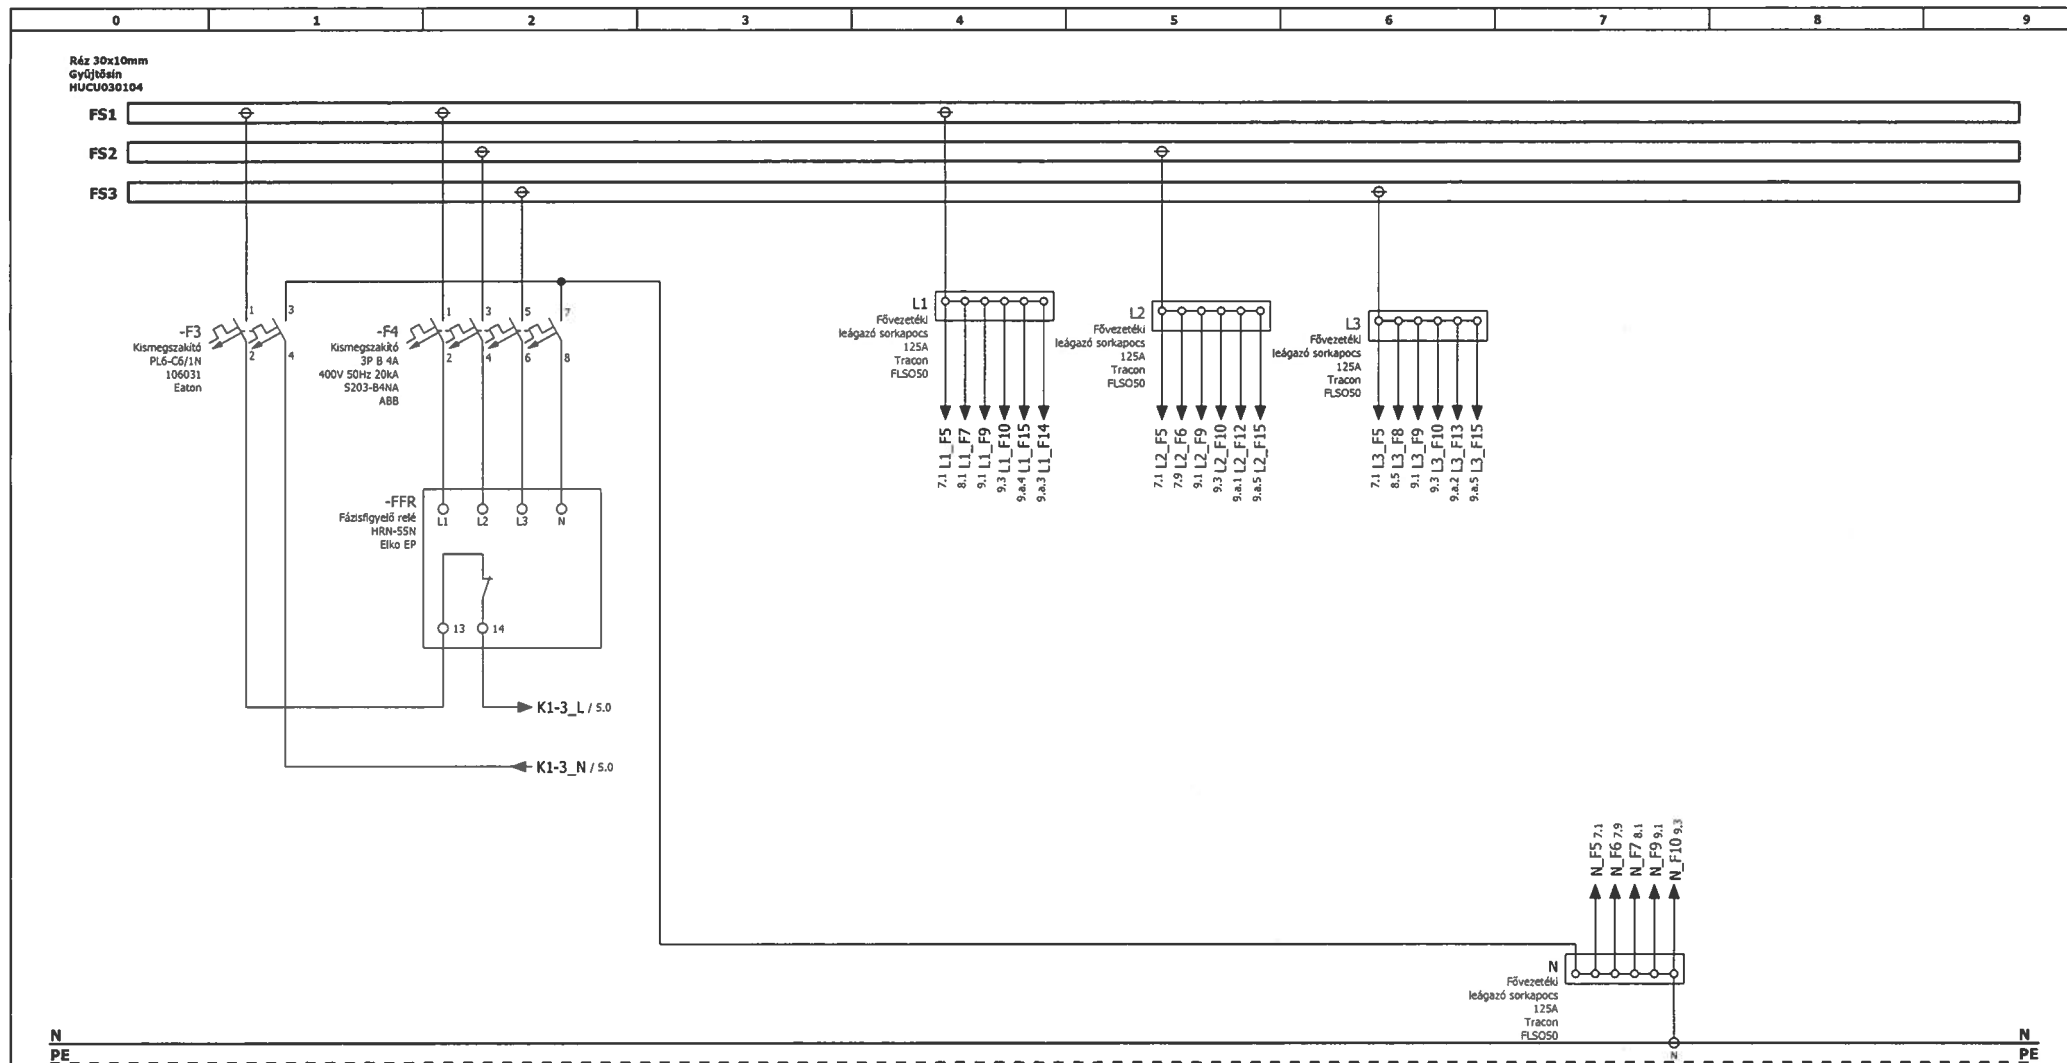 0 1 2 3 4 5 6 7 8 9
Réz 30x10mm
Gyűjtősín
HUCU030104
FS1
FS2
FS3
1 3
-F3
Kismegszakító
PL6-C6/1N
106031
Eaton
2 4
1 3 5 7
-F4
Kismegszakító
3P B 4A
400V 50Hz 20kA
S203-B4NA
ABB
2 4 6 8
L1
Fővezetéki
leágazó sorkapocs
125A
Tracon
FLSO50
7.1 L1_F5
8.1 L1_F7
9.1 L1_F9
9.3 L1_F10
9.a.4 L1_F15
9.a.3 L1_F14
L2
Fővezetéki
leágazó sorkapocs
125A
Tracon
FLSO50
7.1 L2_F5
7.9 L2_F6
9.1 L2_F9
9.3 L2_F10
9.a.1 L2_F12
9.a.5 L2_F15
L3
Fővezetéki
leágazó sorkapocs
125A
Tracon
FLSO50
7.1 L3_F5
8.5 L3_F8
9.1 L3_F9
9.3 L3_F10
9.a.2 L3_F13
9.a.5 L3_F15
-FFR
Fázisfigyelő relé
HRN-55N
Elko EP
L1 L2 L3 N
13 14
K1-3_L / 5.0
K1-3_N / 5.0
N_F5 7.1
N_F6 7.9
N_F7 8.1
N_F9 9.1
N_F10 9.3
N
Fővezetéki
leágazó sorkapocs
125A
Tracon
FLSO50
N
N N
PE PE